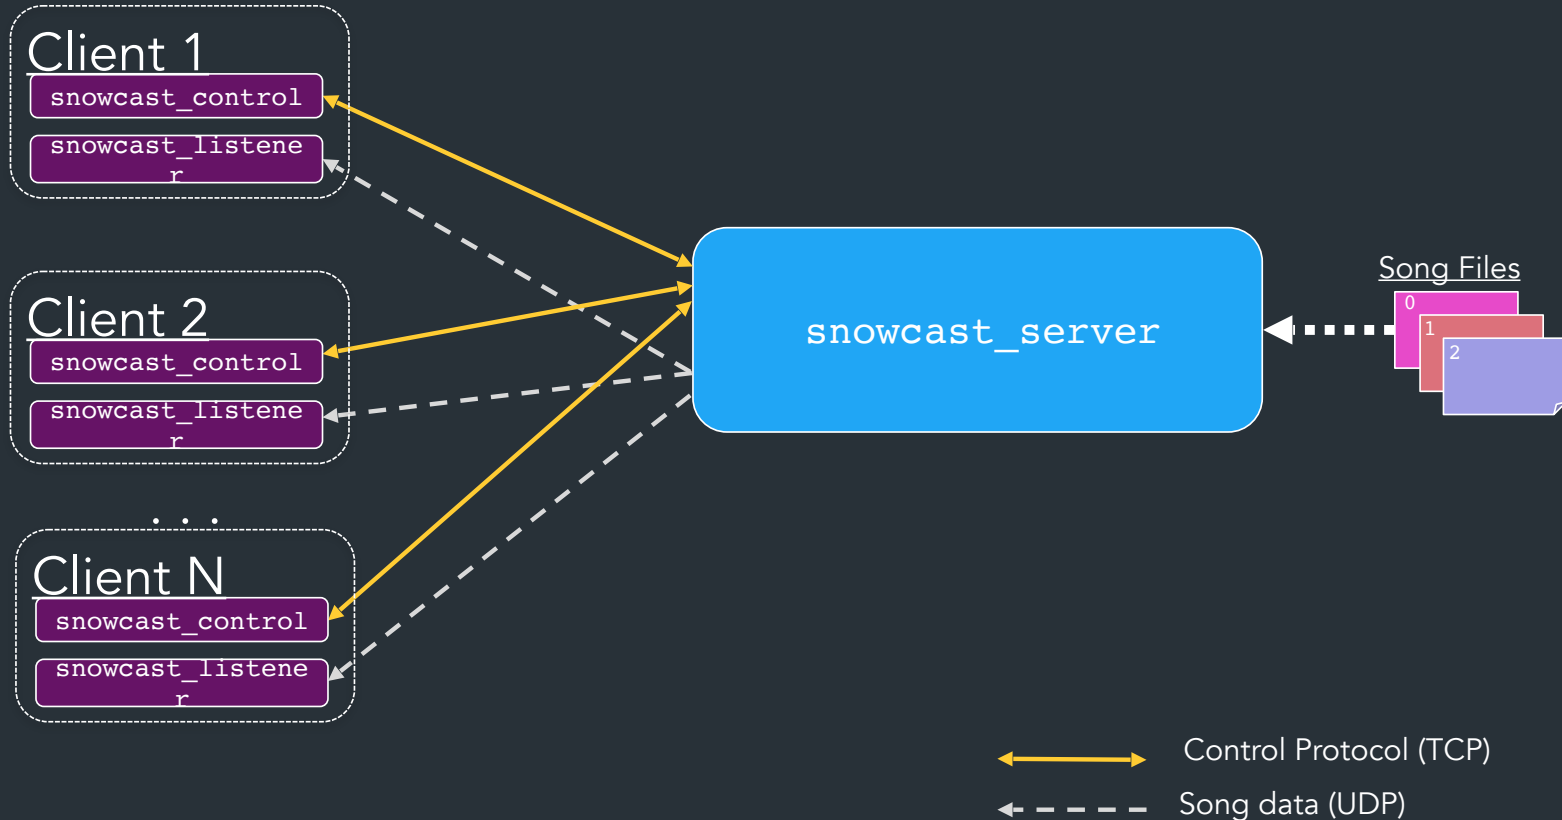 Client 1
snowcast_control
snowcast_listene
r
Client 2
snowcast_control
snowcast_listene
r
. . .
Client N
snowcast_control
snowcast_listene
r
snowcast_server
Song Files
0
1
2
Control Protocol (TCP)
Song data (UDP)